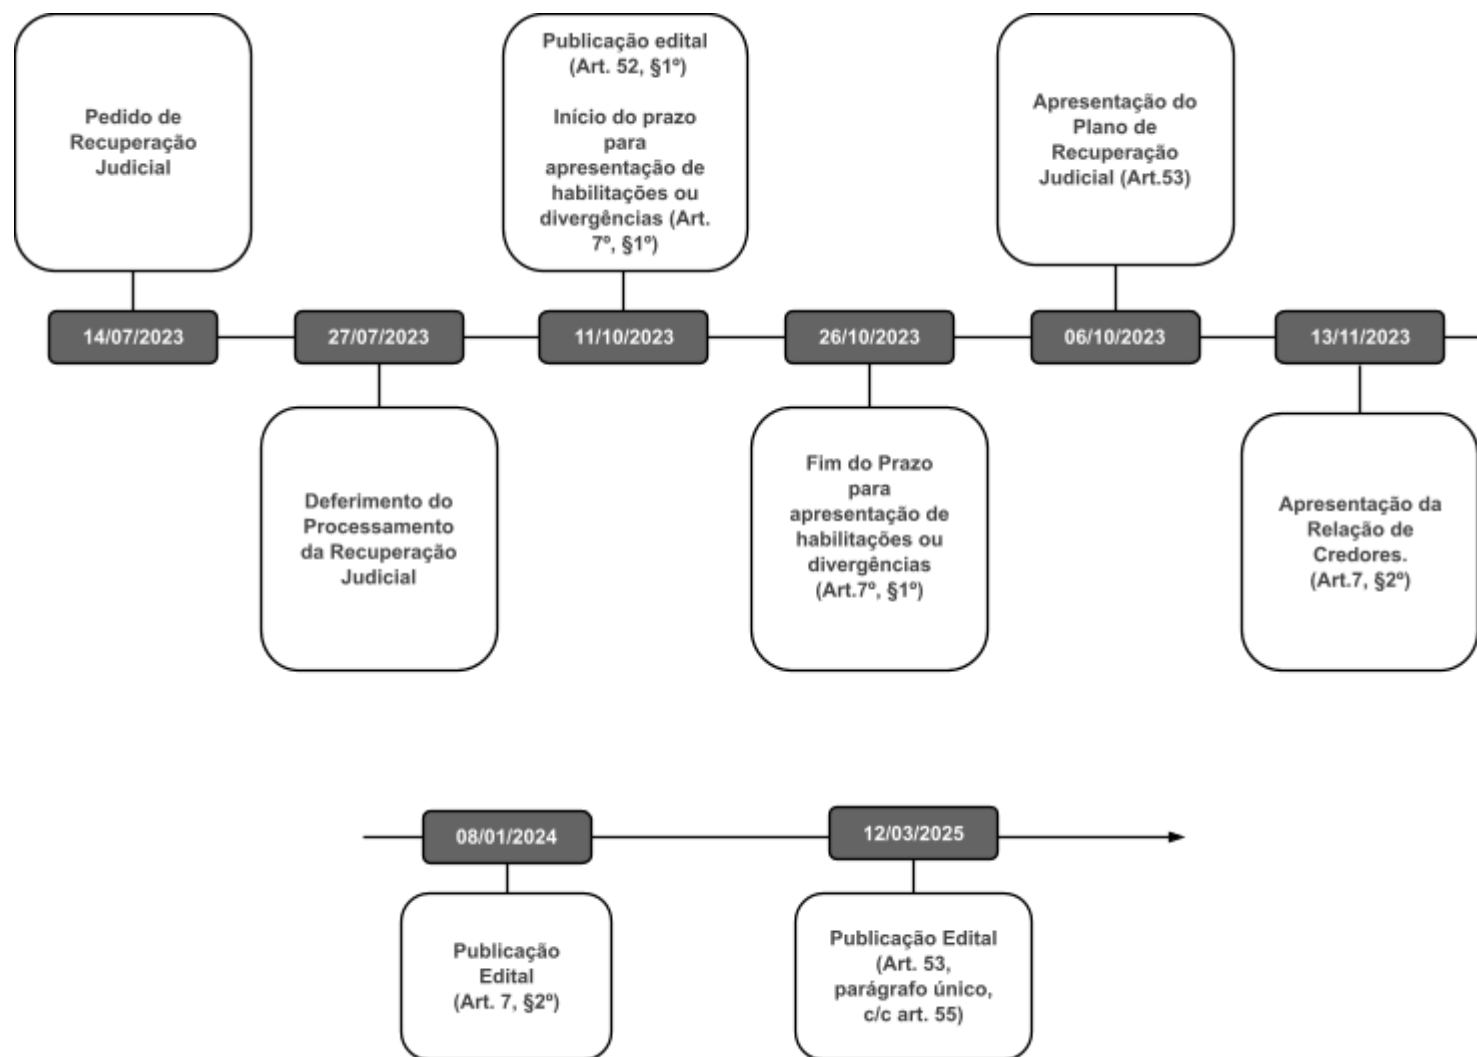 Pedido de
Recuperação
Judicial
14/07/2023
27/07/2023
Deferimento do
Processamento
da Recuperação
Judicial
Publicação edital
(Art. 52, §1º)
Início do prazo
para
apresentação de
habilitações ou
divergências (Art.
7º, §1º)
11/10/2023
26/10/2023
Fim do Prazo
para
apresentação de
habilitações ou
divergências
(Art.7º, §1º)
Apresentação do
Plano de
Recuperação
Judicial (Art.53)
06/10/2023
13/11/2023
Apresentação da
Relação de
Credores.
(Art.7, §2º)
08/01/2024
Publicação
Edital
(Art. 7, §2º)
12/03/2025
Publicação Edital
(Art. 53,
parágrafo único,
c/c art. 55)